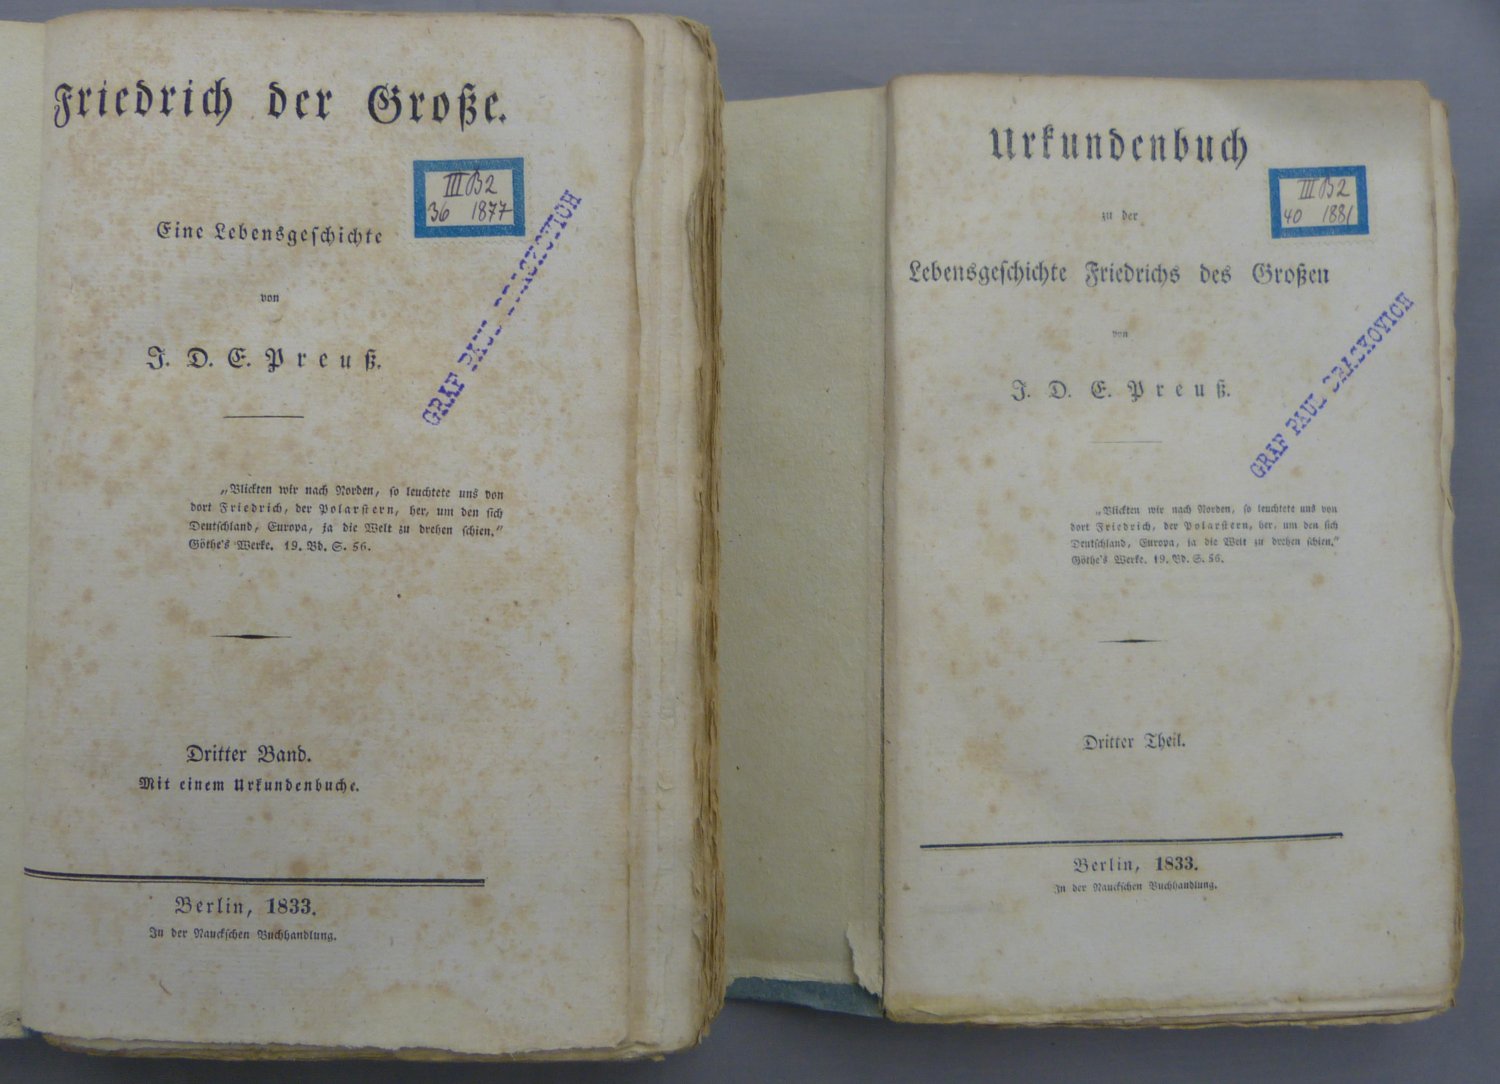 Friedrich der Große.
III B2
36 1877
Eine Lebensgeschichte
GRAF PAUL DRASKOVICH
von
J. D. E. Preuß.
„Blickten wir nach Norden, so leuchtete uns von
dort Friedrich, der Polarstern, her, um den sich
Deutschland, Europa, ja die Welt zu drehen schien.“
Göthe's Werke. 19. Bd. S. 56.
Dritter Band.
Mit einem Urkundenbuche.
Berlin, 1833.
In der Nauckschen Buchhandlung.
Urkundenbuch
III B2
40 1881
zu der
Lebensgeschichte Friedrichs des Großen
GRAF PAUL DRASKOVICH
von
J. D. E. Preuß.
„Blickten wir nach Norden, so leuchtete uns von
dort Friedrich, der Polarstern, her, um den sich
Deutschland, Europa, ja die Welt zu drehen schien.“
Göthe's Werke. 19. Bd. S. 56.
Dritter Theil.
Berlin, 1833.
In der Nauckschen Buchhandlung.